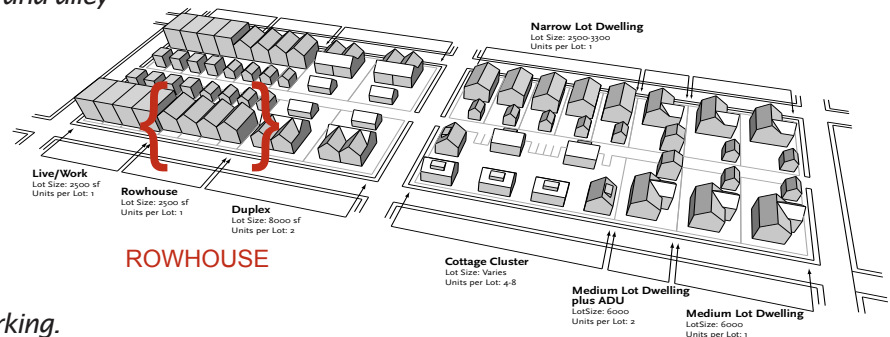 and alley
Narrow Lot Dwelling
Lot Size: 2500-3300
Units per Lot: 1
Live/Work
Lot Size: 2500 sf
Units per Lot: 1
Rowhouse
Lot Size: 2500 sf
Units per Lot: 1
Duplex
Lot Size: 8000 sf
Units per Lot: 2
ROWHOUSE
Cottage Cluster
Lot Size: Varies
Units per Lot: 4-8
Medium Lot Dwelling
plus ADU
LotSize: 6000
Units per Lot: 2
Medium Lot Dwelling
LotSize: 6000
Units per Lot: 1
rking.